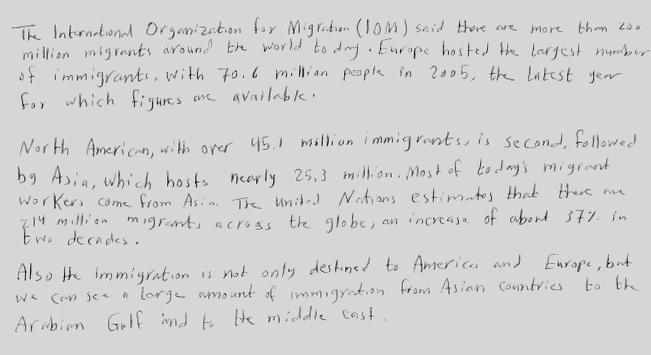 The International Organization for Migration (IOM) said there are more than 200
million migrants around the world today. Europe hosted the largest number
of immigrants, with 70.6 million people in 2005, the latest year
for which figures are available.
North American, with over 45.1 million immigrants, is second, followed
by Asia, which hosts nearly 25,3 million. Most of today's migrant
workers come from Asia. The United Nations estimates that there are
214 million migrants across the globe, an increase of about 37% in
two decades.
Also the immigration is not only destined to America and Europe, but
we can see a large amount of immigration from Asian countries to the
Arabian Gulf and to the middle east.